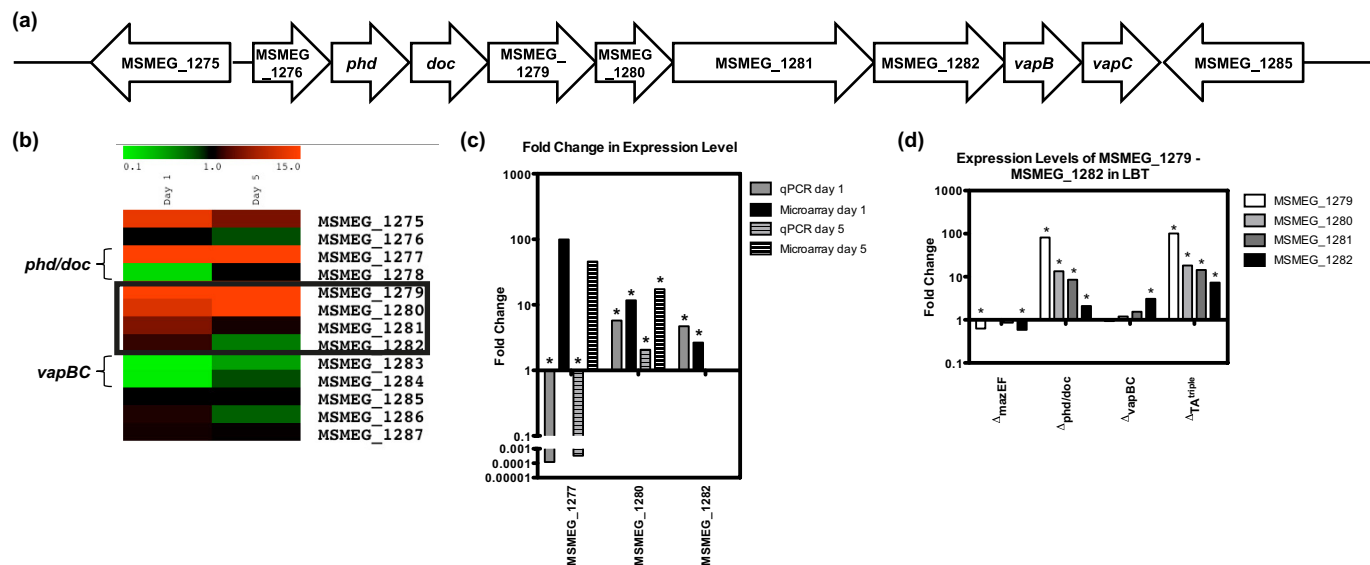 (a)
MSMEG_1275
MSMEG
_1276
phd
doc
MSMEG_
1279
MSMEG
_1280
MSMEG_1281
MSMEG_1282
vapB
vapC
MSMEG_1285
(b)
0.1
1.0
15.0
Day 1
Day 5
MSMEG_1275
MSMEG_1276
phd/doc
MSMEG_1277
MSMEG_1278
MSMEG_1279
MSMEG_1280
MSMEG_1281
MSMEG_1282
vapBC
MSMEG_1283
MSMEG_1284
MSMEG_1285
MSMEG_1286
MSMEG_1287
(c)
Fold Change in Expression Level
Fold Change
1000
100
10
1
0.1
0.001
0.0001
0.00001
* * * * * * * *
qPCR day 1
Microarray day 1
qPCR day 5
Microarray day 5
MSMEG_1277
MSMEG_1280
MSMEG_1282
(d)
Expression Levels of MSMEG_1279 -
MSMEG_1282 in LBT
Fold Change
1000
100
10
1
0.1
* * * * * * * * * * *
MSMEG_1279
MSMEG_1280
MSMEG_1281
MSMEG_1282
ΔmazEF
Δphd/doc
ΔvapBC
ΔTAtriple